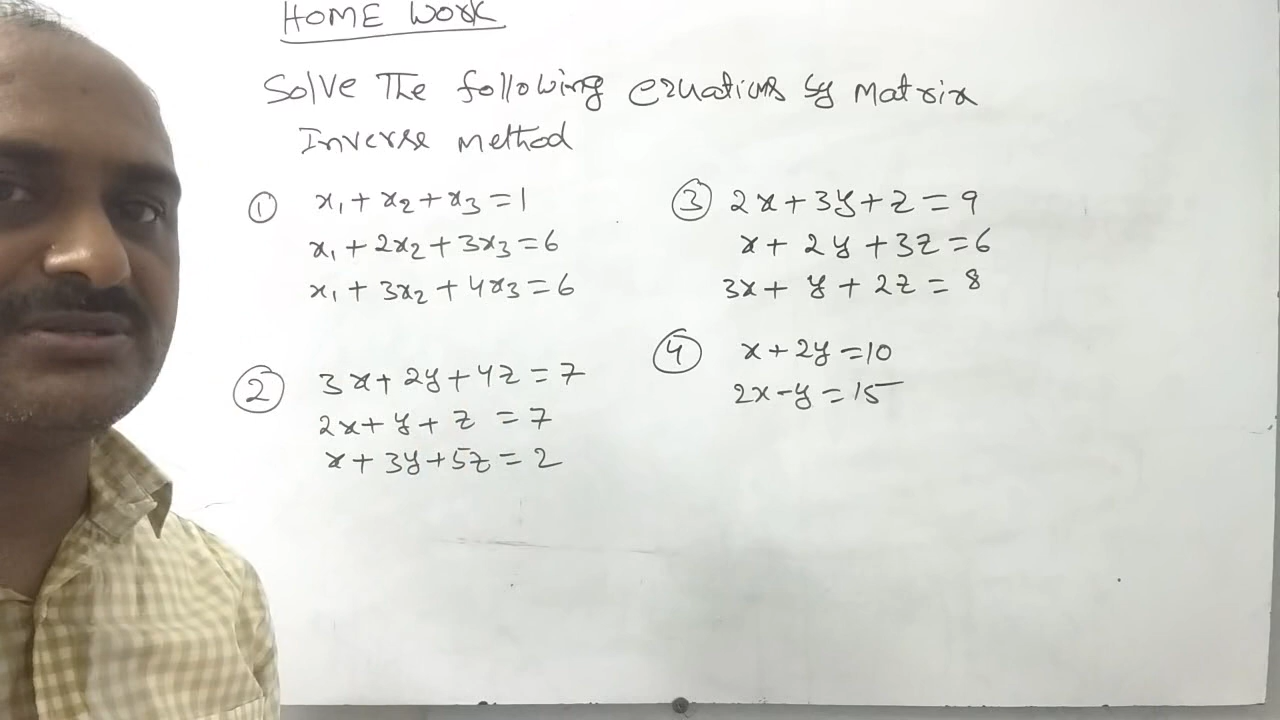 HOME WORK
Solve The following equations by matrix
Inverse method
① x₁ + x₂ + x₃ = 1
x₁ + 2x₂ + 3x₃ = 6
x₁ + 3x₂ + 4x₃ = 6
② 3x + 2y + 4z = 7
2x + y + z = 7
x + 3y + 5z = 2
③ 2x + 3y + z = 9
x + 2y + 3z = 6
3x + y + 2z = 8
④ x + 2y = 10
2x - y = 15